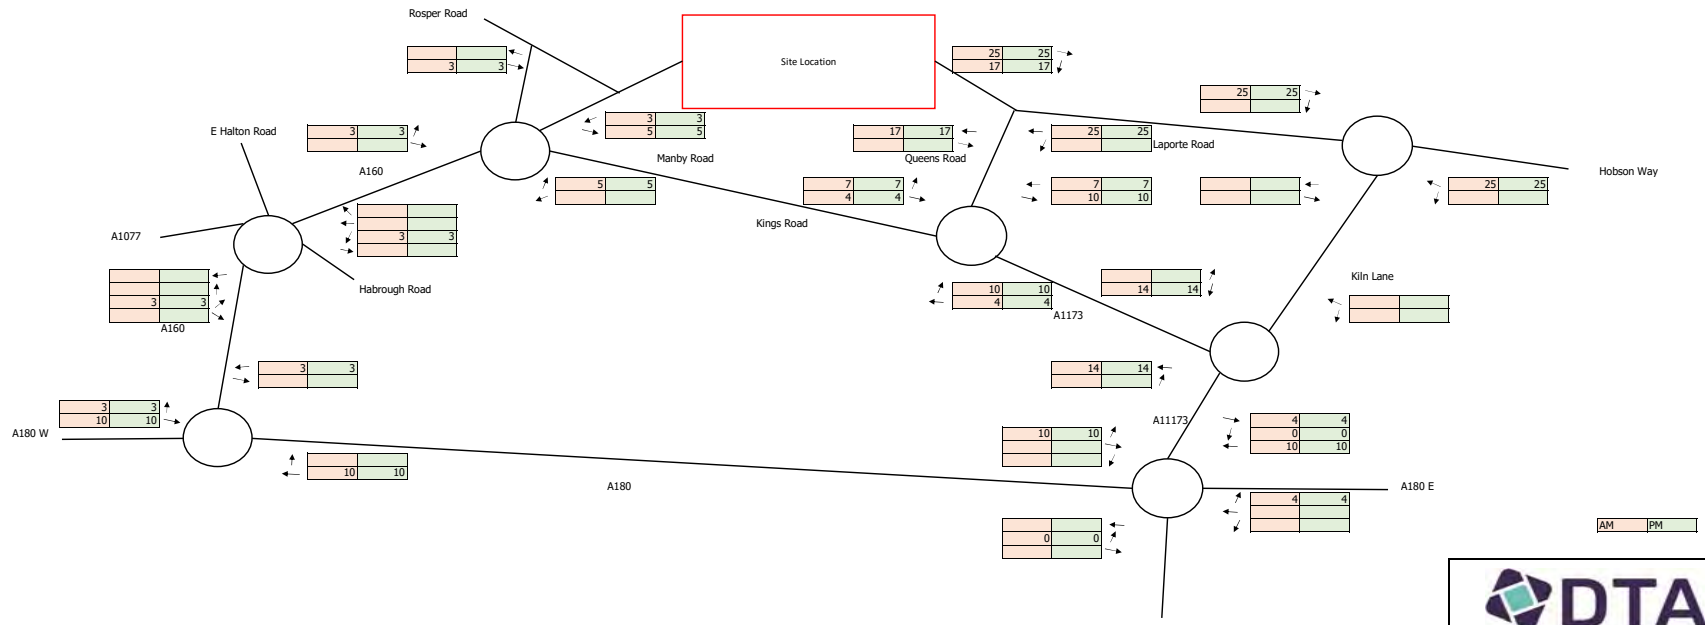 Rosper Road
Site Location
25 25
17 17
3 3
25 25
3 3
5 5
E Halton Road
3 3
17 17
25 25
Manby Road
Queens Road
Laporte Road
A160
Hobson Way
5 5
7 7
4 4
7 7
10 10
25 25
3 3
Kings Road
A1077
Habrough Road
3 3
A160
10 10
4 4
A1173
14 14
Kiln Lane
3 3
14 14
3 3
10 10
A180 W
A11173
4 4
0 0
10 10
10 10
10 10
A180
A180 E
4 4
0 0
AM PM
DTA